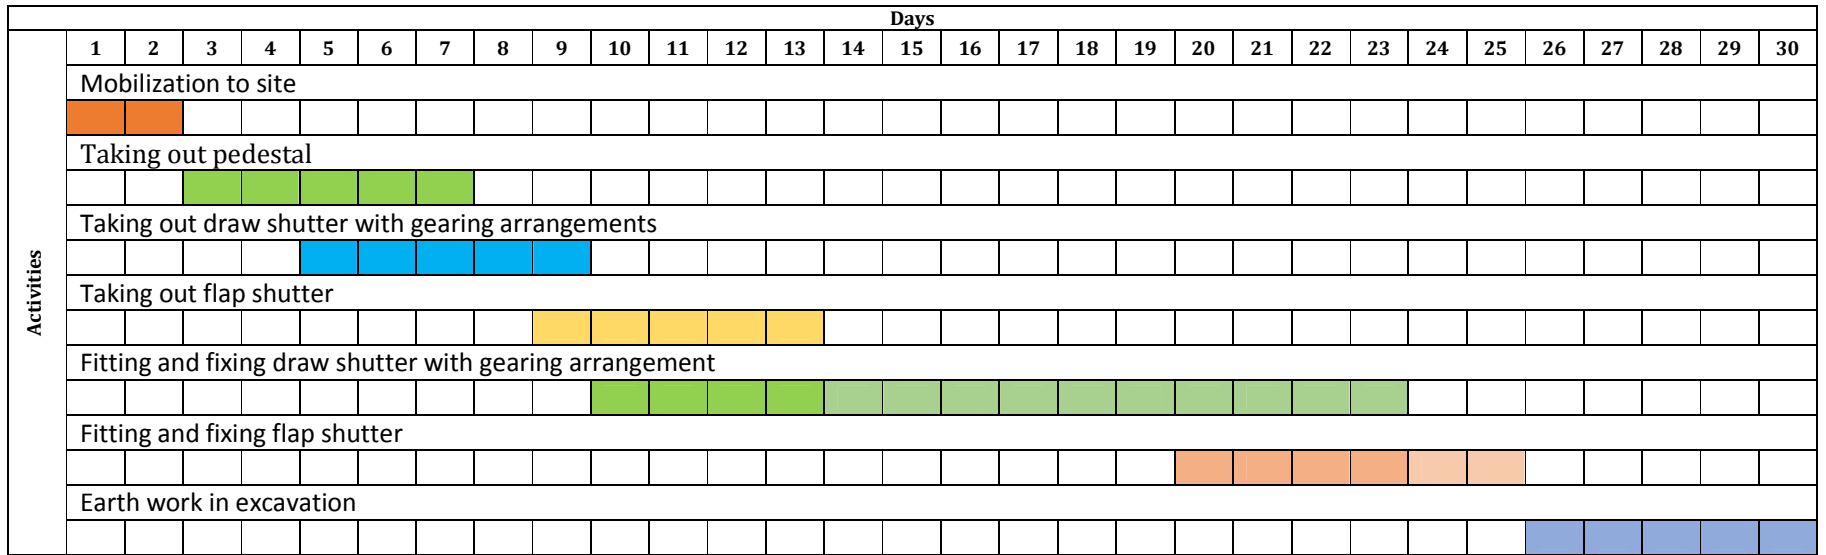 Days
1 2 3 4 5 6 7 8 9 10 11 12 13 14 15 16 17 18 19 20 21 22 23 24 25 26 27 28 29 30
Activities
Mobilization to site
Taking out pedestal
Taking out draw shutter with gearing arrangements
Taking out flap shutter
Fitting and fixing draw shutter with gearing arrangement
Fitting and fixing flap shutter
Earth work in excavation